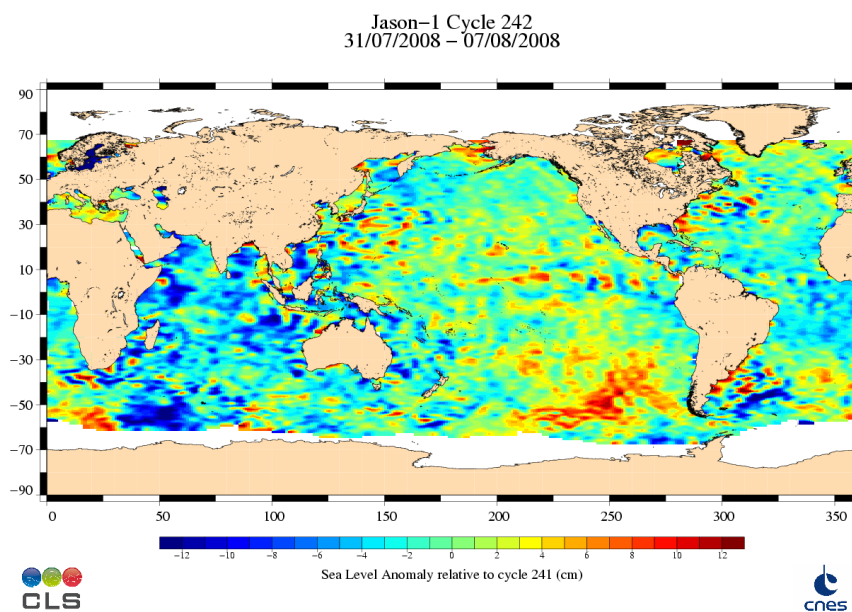 Jason−1 Cycle 242
31/07/2008 − 07/08/2008
90
70
50
30
10
−10
−30
−50
−70
−90
0 50 100 150 200 250 300 350
−12 −10 −8 −6 −4 −2 0 2 4 6 8 10 12
Sea Level Anomaly relative to cycle 241 (cm)
CLS
cnes